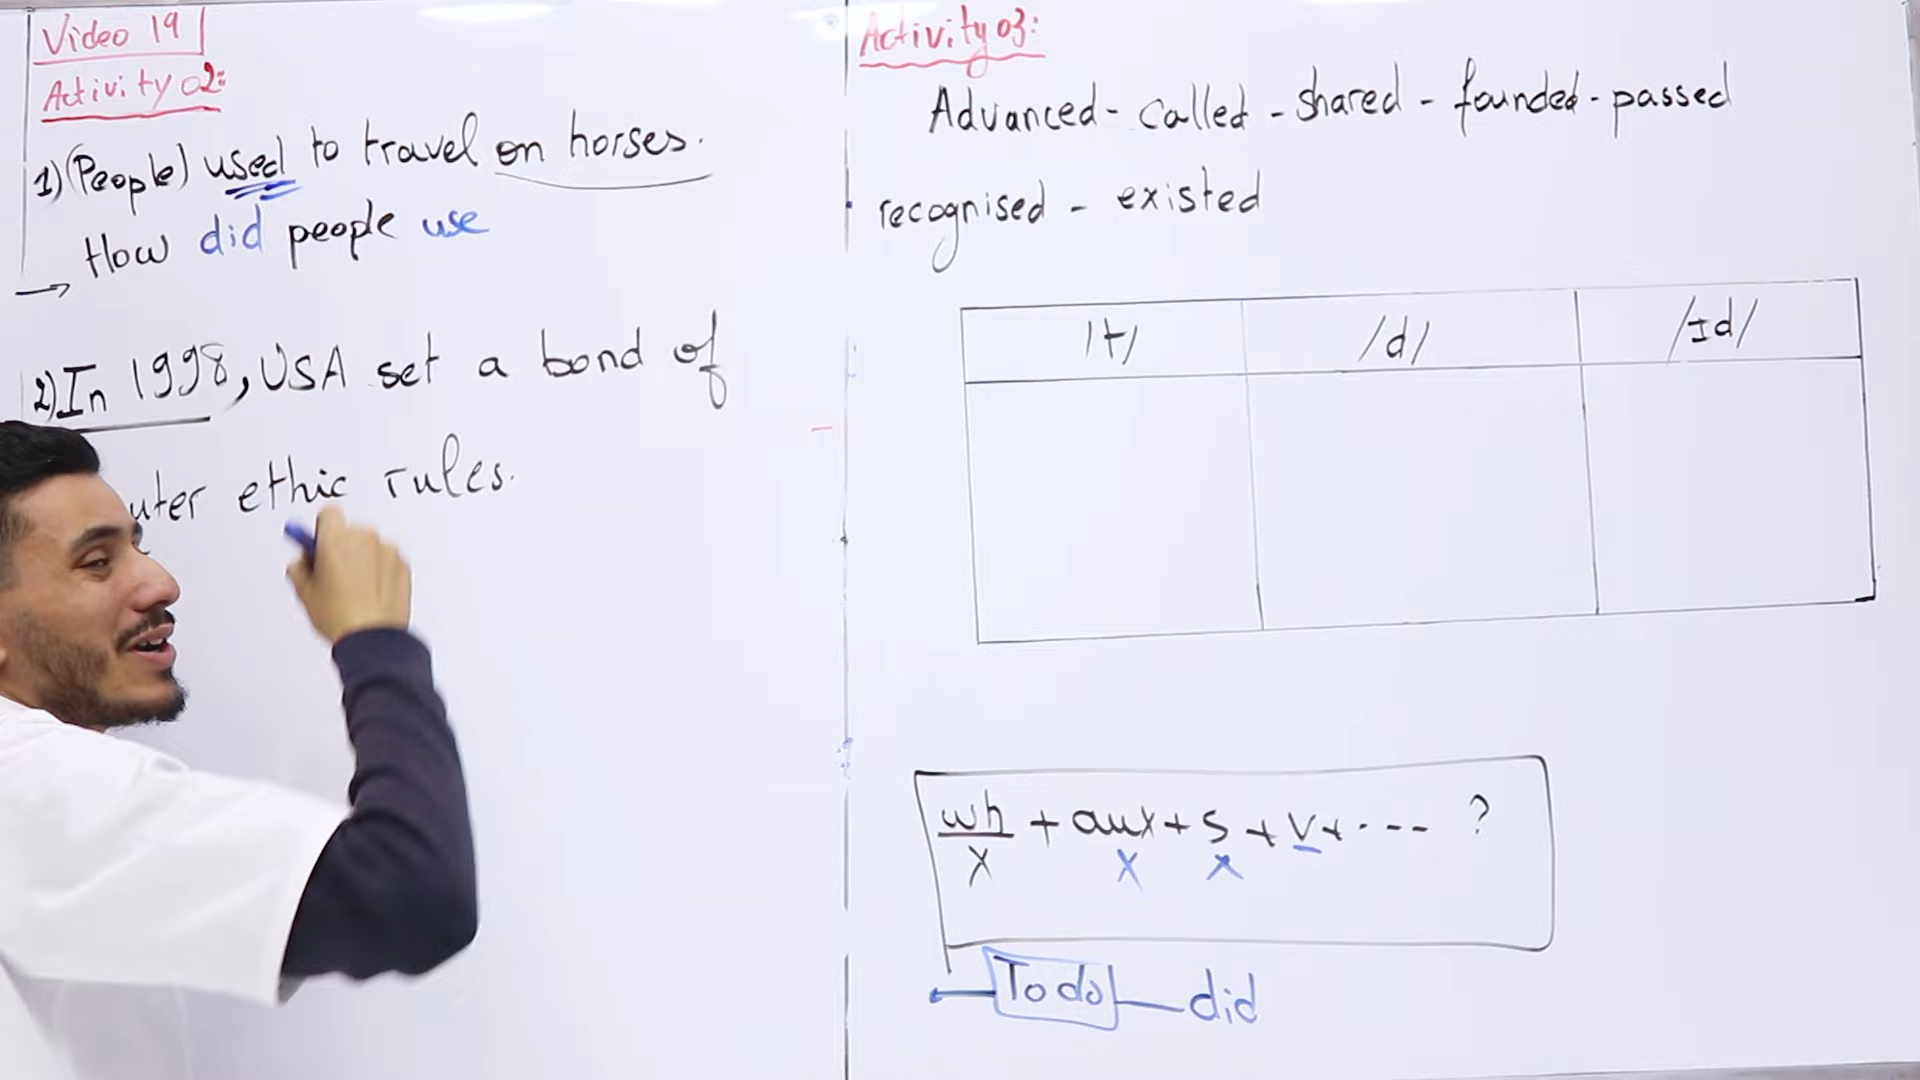 Video 19
Activity 02:
1) (People) used to travel on horses.
→ How did people use
2) In 1998, USA set a bond of
uter ethic rules.
Activity 03:
Advanced - called - shared - founded - passed
recognised - existed
/t/ /d/ /Id/
wh + aux + s + v + .--- ?
X X X
To do did